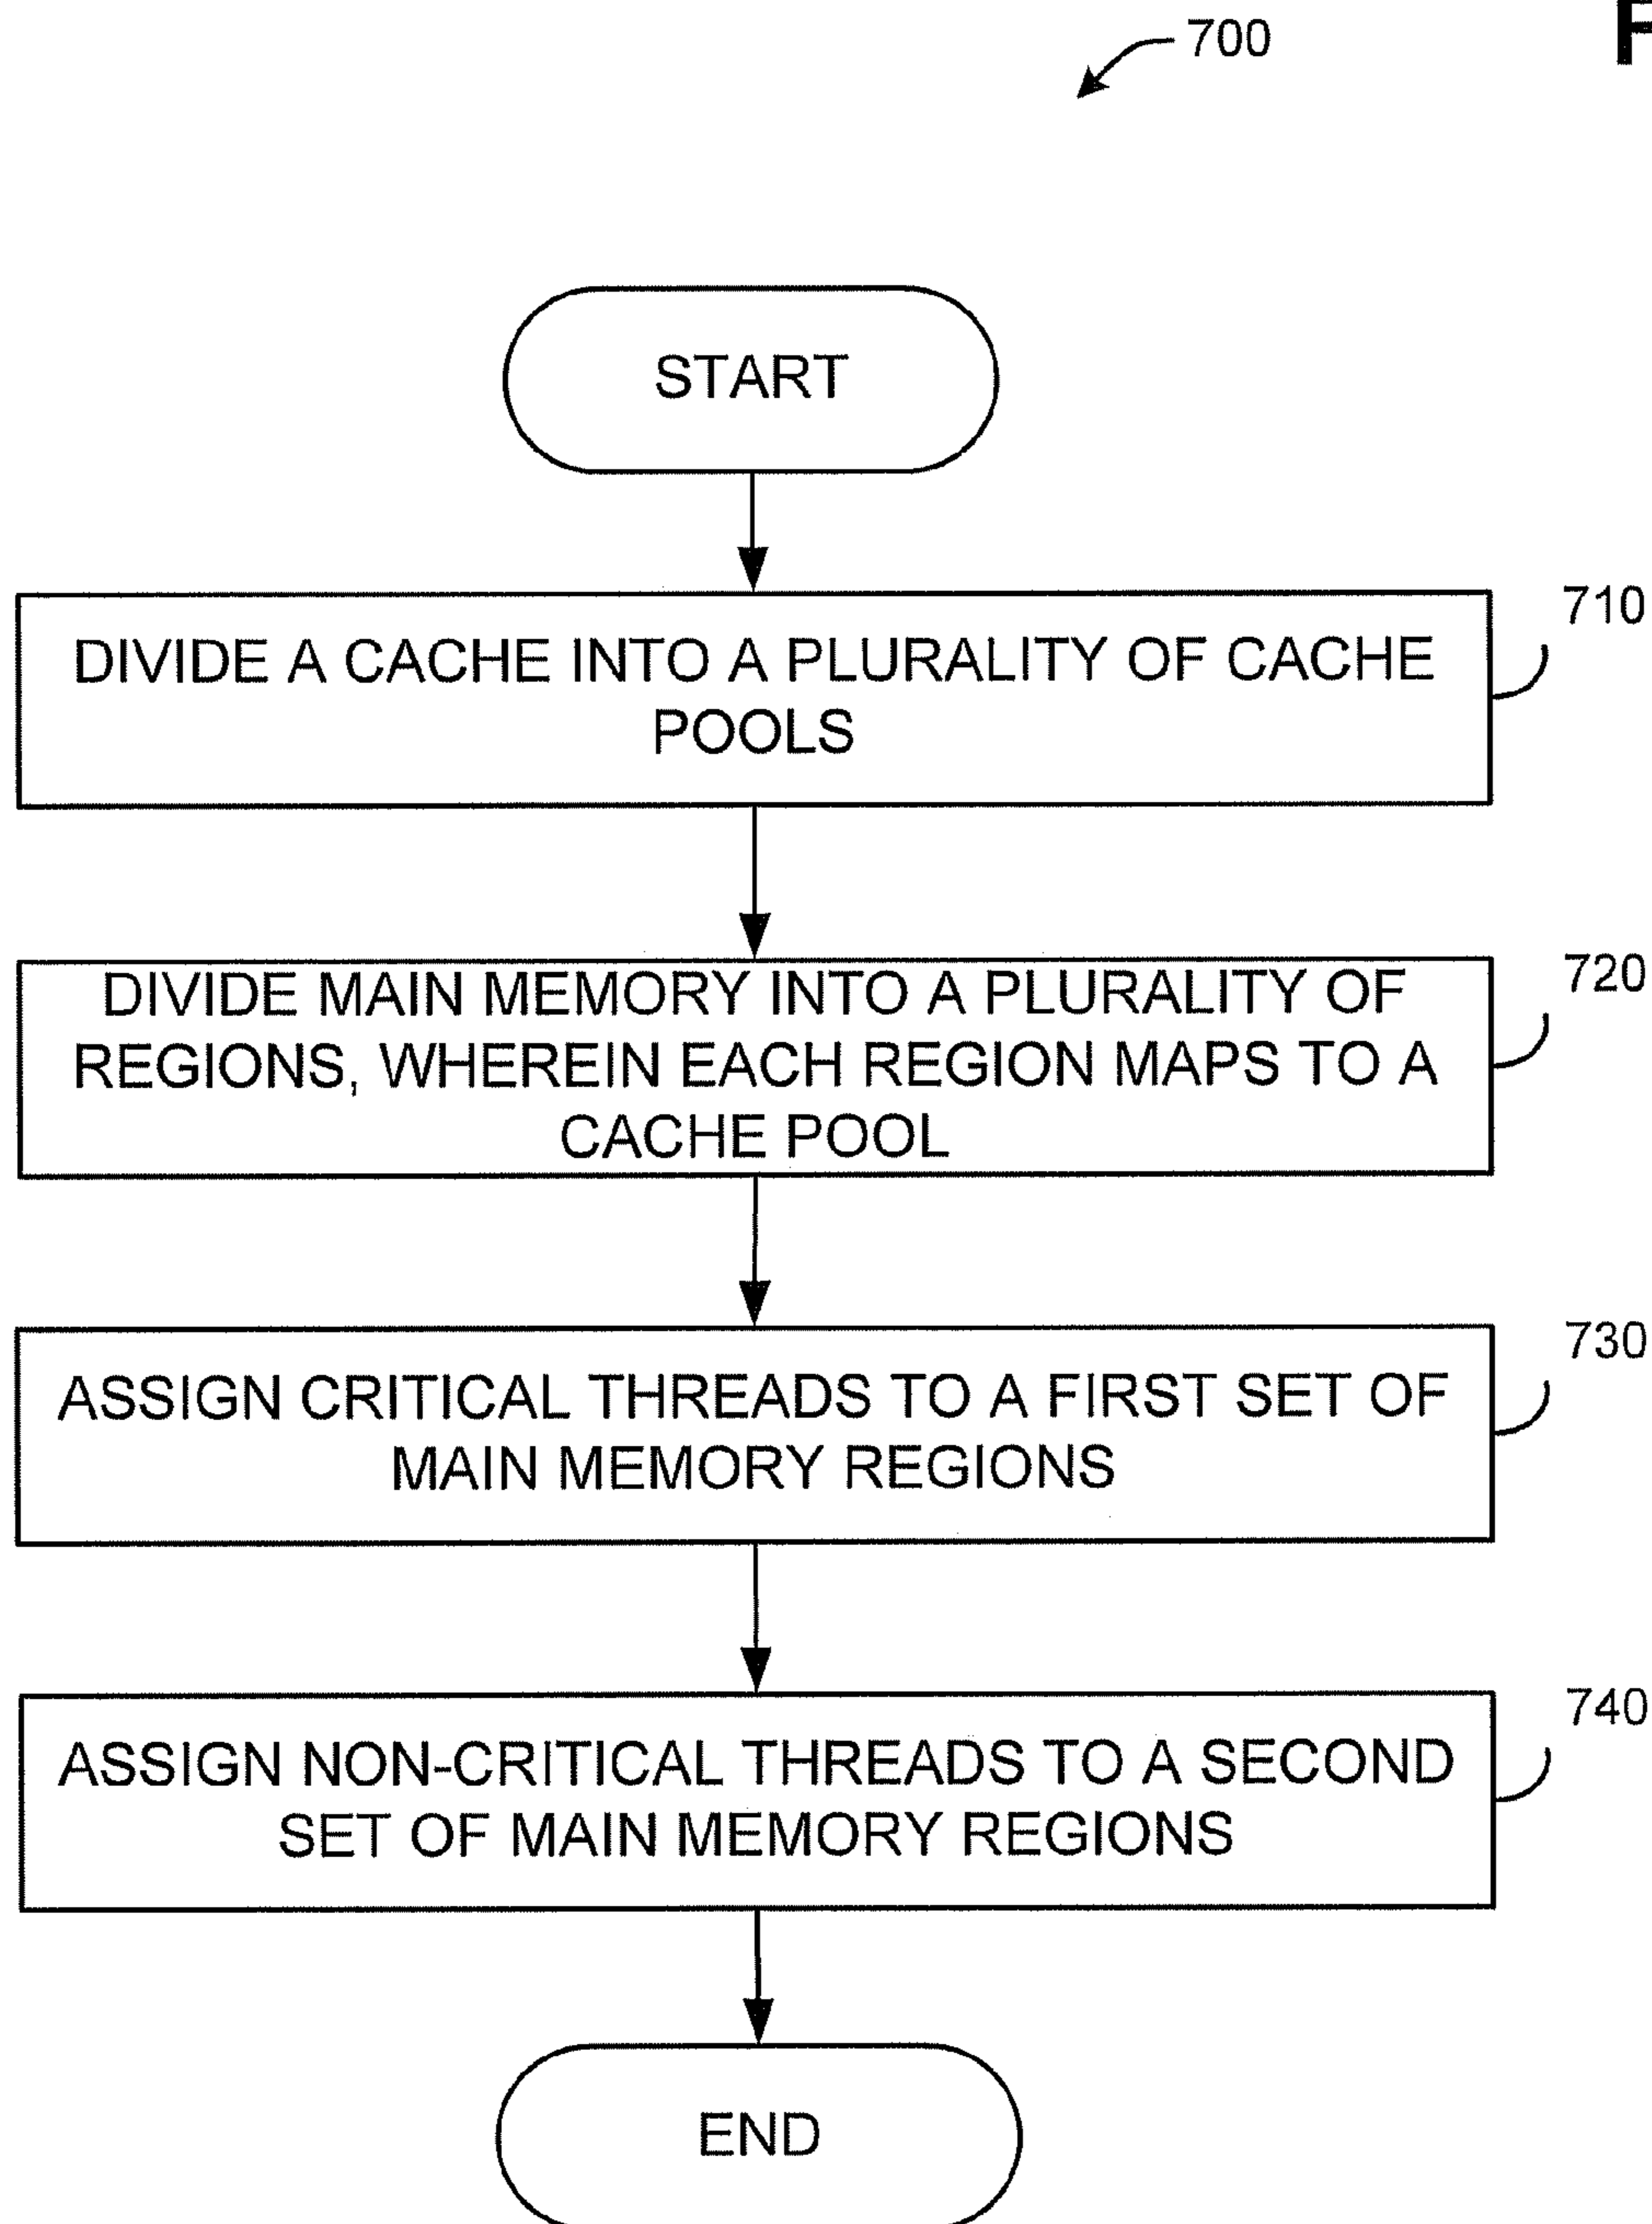 700
START
710
DIVIDE A CACHE INTO A PLURALITY OF CACHE
POOLS
720
DIVIDE MAIN MEMORY INTO A PLURALITY OF
REGIONS, WHEREIN EACH REGION MAPS TO A
CACHE POOL
730
ASSIGN CRITICAL THREADS TO A FIRST SET OF
MAIN MEMORY REGIONS
740
ASSIGN NON-CRITICAL THREADS TO A SECOND
SET OF MAIN MEMORY REGIONS
END